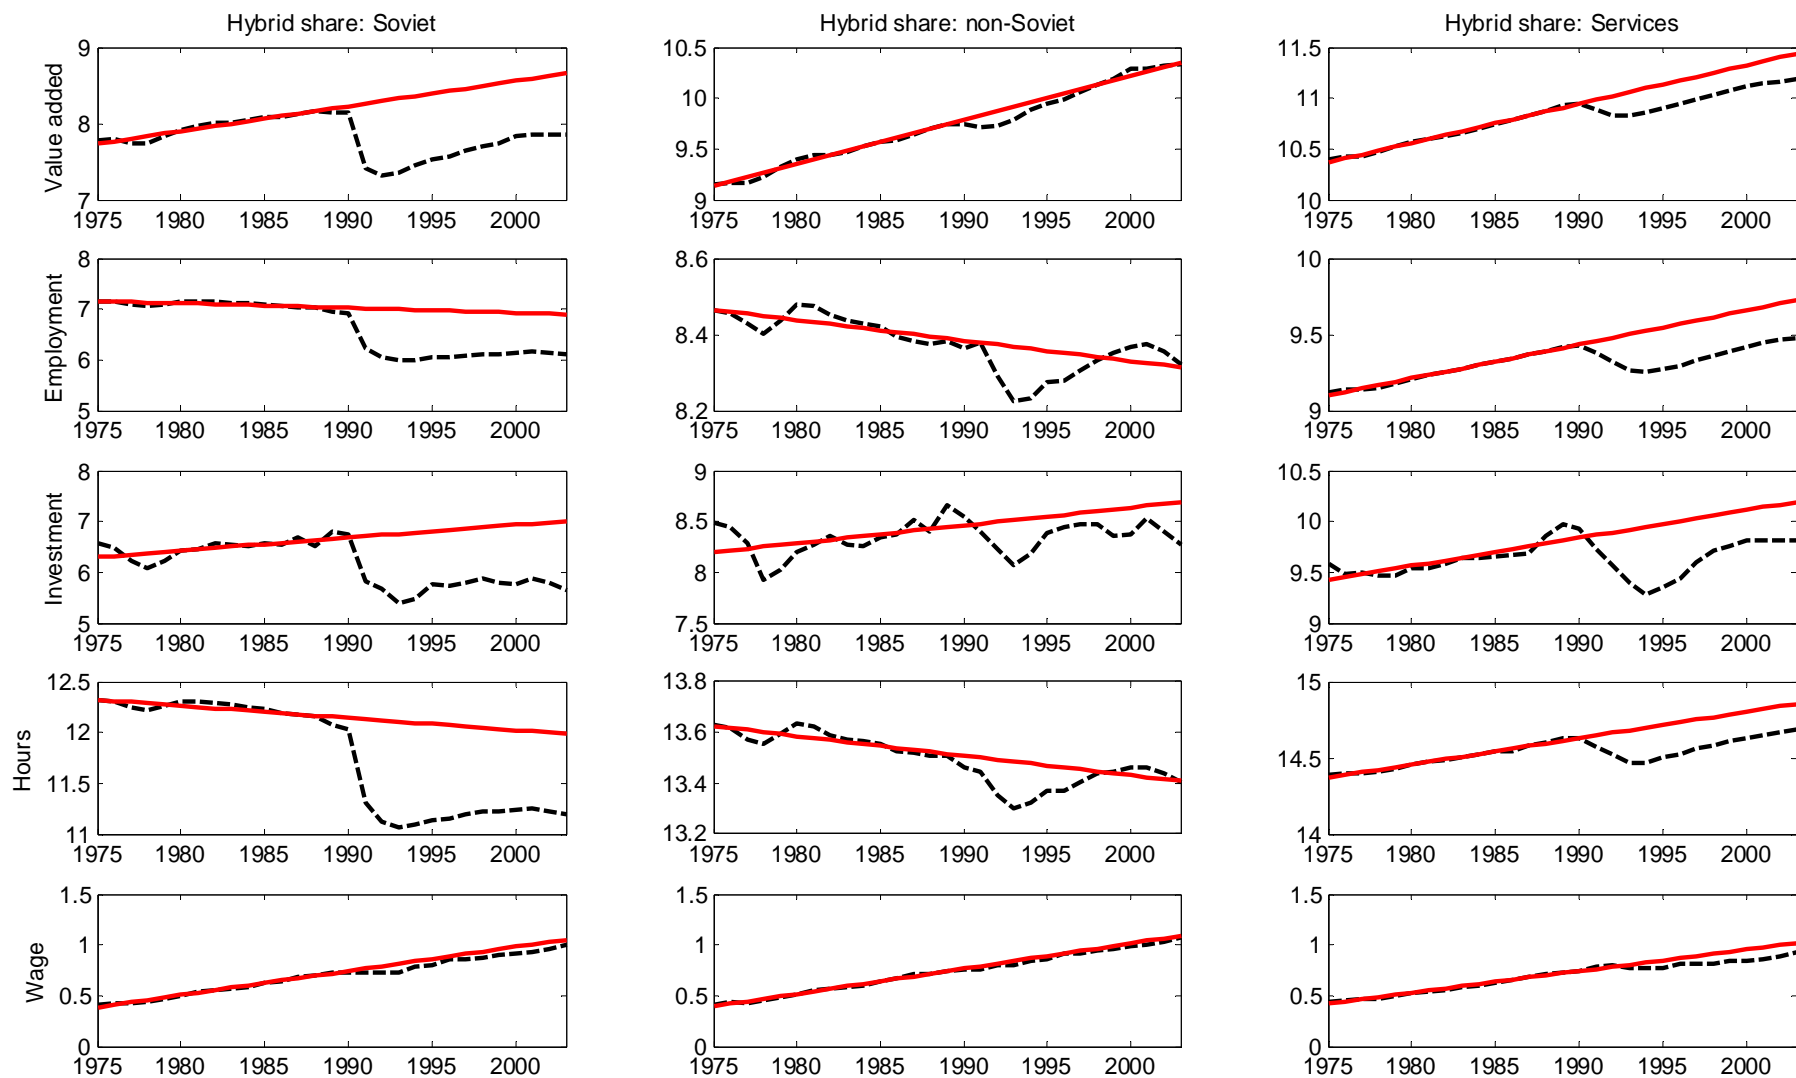 Hybrid share: Soviet
Hybrid share: non-Soviet
Hybrid share: Services
Value added
9
8
7
1975 1980 1985 1990 1995 2000
10.5
10
9.5
9
1975 1980 1985 1990 1995 2000
11.5
11
10.5
10
1975 1980 1985 1990 1995 2000
Employment
8
7
6
5
1975 1980 1985 1990 1995 2000
8.6
8.4
8.2
1975 1980 1985 1990 1995 2000
10
9.5
9
1975 1980 1985 1990 1995 2000
Investment
8
7
6
5
1975 1980 1985 1990 1995 2000
9
8.5
8
7.5
1975 1980 1985 1990 1995 2000
10.5
10
9.5
9
1975 1980 1985 1990 1995 2000
Hours
12.5
12
11.5
11
1975 1980 1985 1990 1995 2000
13.8
13.6
13.4
13.2
1975 1980 1985 1990 1995 2000
15
14.5
14
1975 1980 1985 1990 1995 2000
Wage
1.5
1
0.5
0
1975 1980 1985 1990 1995 2000
1.5
1
0.5
0
1975 1980 1985 1990 1995 2000
1.5
1
0.5
0
1975 1980 1985 1990 1995 2000